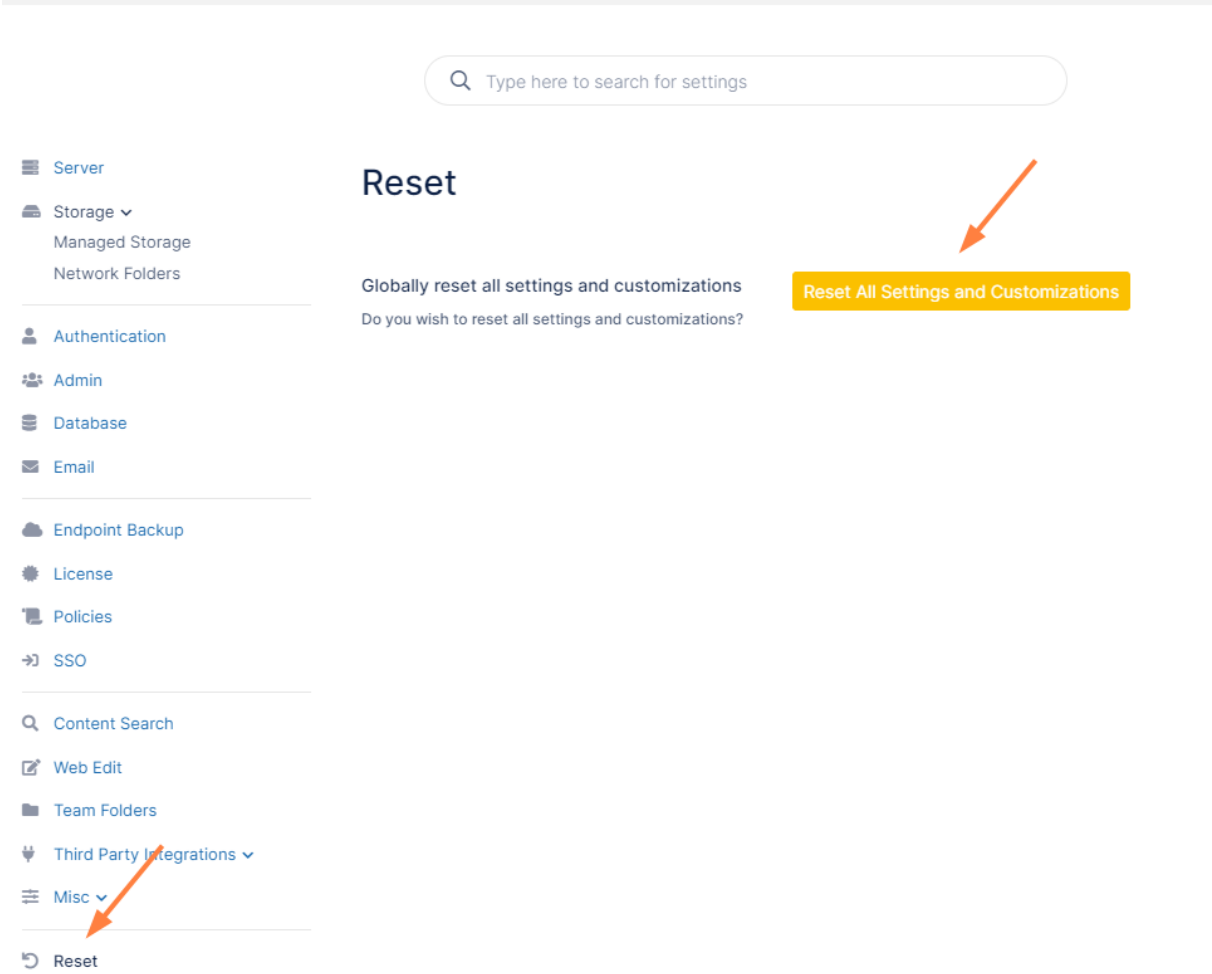 Type here to search for settings
Server
Storage
Managed Storage
Network Folders
Authentication
Admin
Database
Email
Endpoint Backup
License
Policies
SSO
Content Search
Web Edit
Team Folders
Third Party Integrations
Misc
Reset
Reset
Globally reset all settings and customizations
Do you wish to reset all settings and customizations?
Reset All Settings and Customizations